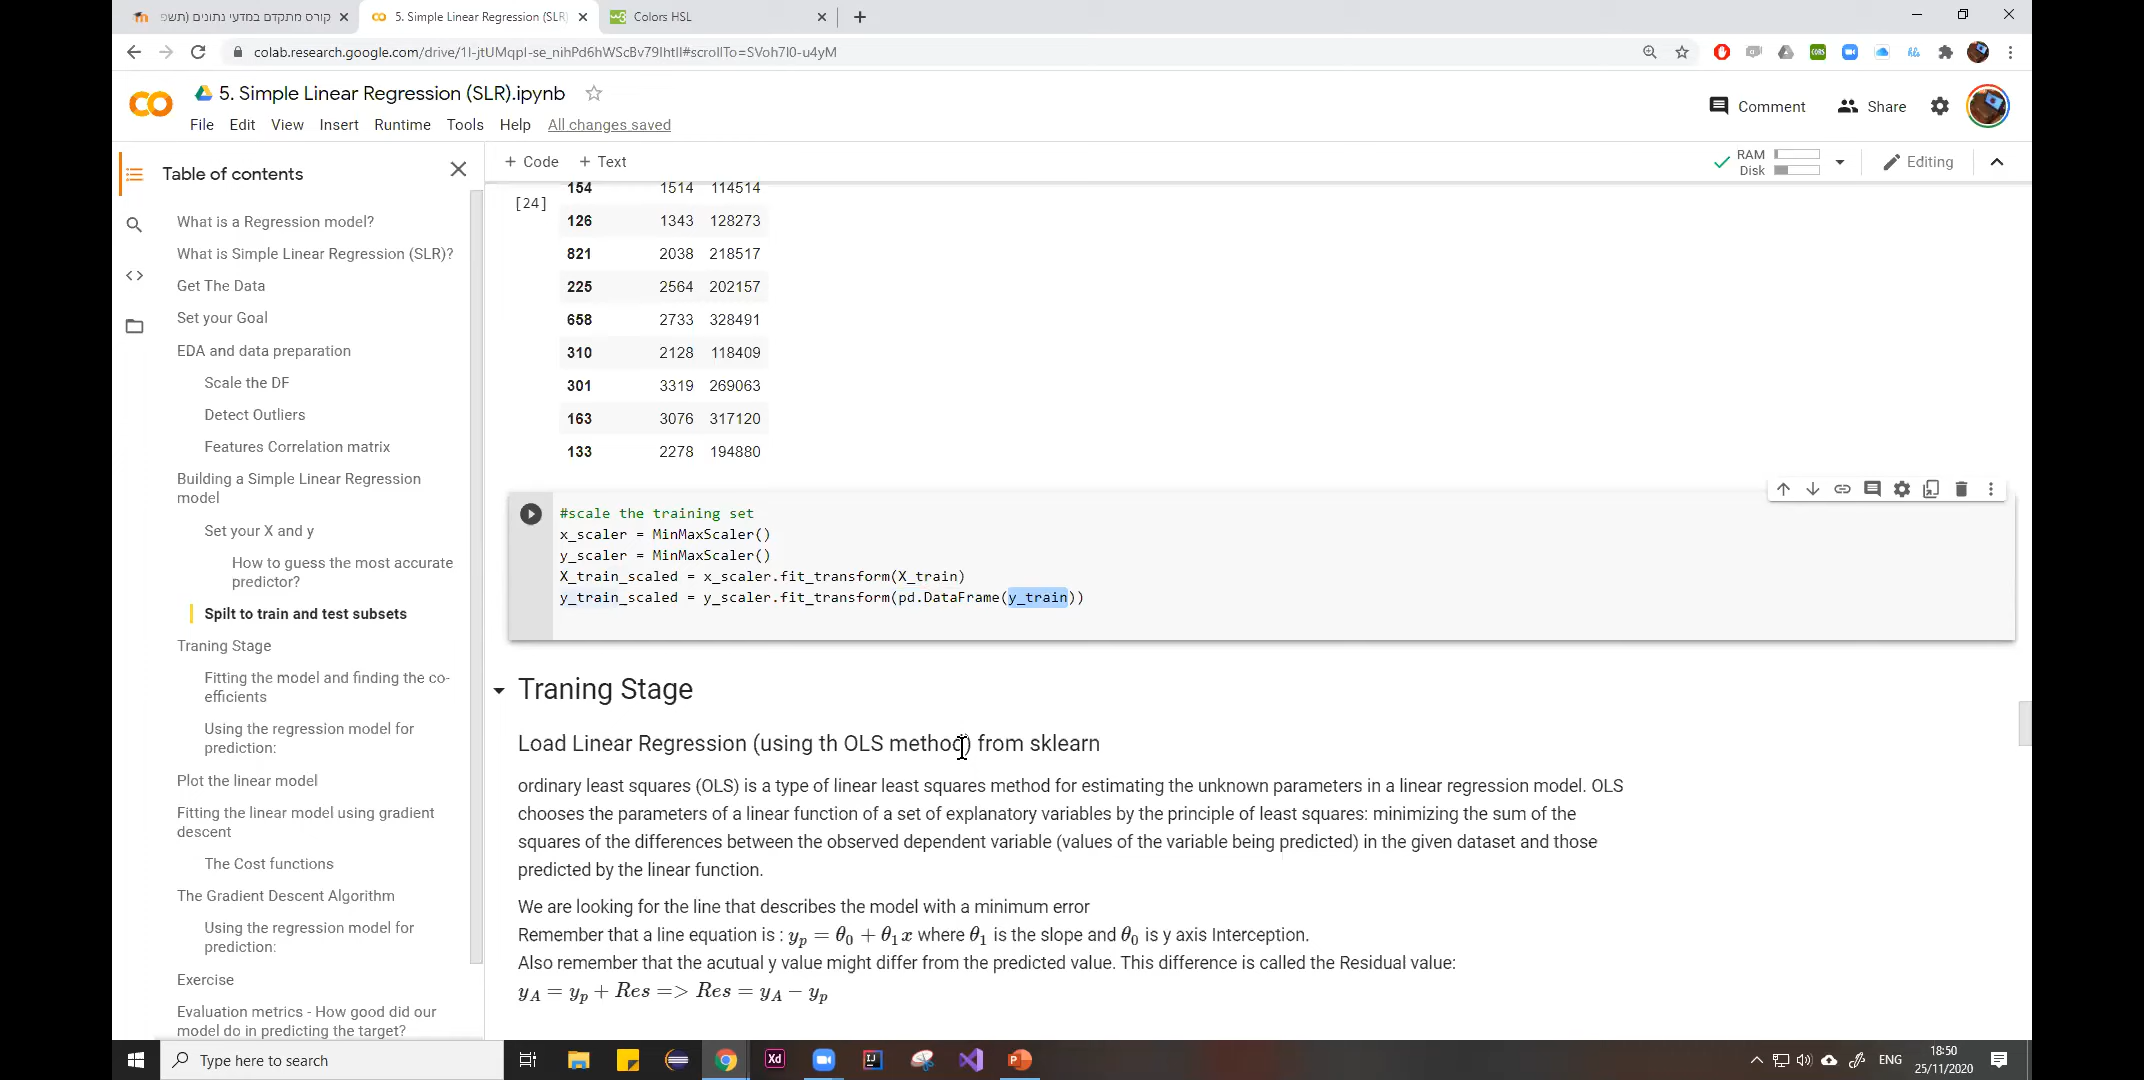 קורס מתקדם במדעי נתונים (תשפ
5. Simple Linear Regression (SLR)
Colors HSL
colab.research.google.com/drive/1I-jtUMqpI-se_nihPd6hWScBv79IhtIl#scrollTo=SVoh7I0-u4yM
5. Simple Linear Regression (SLR).ipynb
Comment
Share
File Edit View Insert Runtime Tools Help All changes saved
Table of contents
+ Code + Text
RAM
Disk
Editing
What is a Regression model?
What is Simple Linear Regression (SLR)?
Get The Data
Set your Goal
EDA and data preparation
Scale the DF
Detect Outliers
Features Correlation matrix
Building a Simple Linear Regression
model
Set your X and y
How to guess the most accurate
predictor?
Spilt to train and test subsets
Traning Stage
Fitting the model and finding the co-
efficients
Using the regression model for
prediction:
Plot the linear model
Fitting the linear model using gradient
descent
The Cost functions
The Gradient Descent Algorithm
Using the regression model for
prediction:
Exercise
Evaluation metrics - How good did our
model do in predicting the target?
[24]
154 1514 114514
126 1343 128273
821 2038 218517
225 2564 202157
658 2733 328491
310 2128 118409
301 3319 269063
163 3076 317120
133 2278 194880
#scale the training set
x_scaler = MinMaxScaler()
y_scaler = MinMaxScaler()
X_train_scaled = x_scaler.fit_transform(X_train)
y_train_scaled = y_scaler.fit_transform(pd.DataFrame(y_train))
Traning Stage
Load Linear Regression (using th OLS method) from sklearn
ordinary least squares (OLS) is a type of linear least squares method for estimating the unknown parameters in a linear regression model. OLS
chooses the parameters of a linear function of a set of explanatory variables by the principle of least squares: minimizing the sum of the
squares of the differences between the observed dependent variable (values of the variable being predicted) in the given dataset and those
predicted by the linear function.
We are looking for the line that describes the model with a minimum error
Remember that a line equation is : y_p = θ_0 + θ_1 x where θ_1 is the slope and θ_0 is y axis Interception.
Also remember that the acutual y value might differ from the predicted value. This difference is called the Residual value:
y_A = y_p + Res => Res = y_A − y_p
Type here to search
Xd
ENG
18:50
25/11/2020